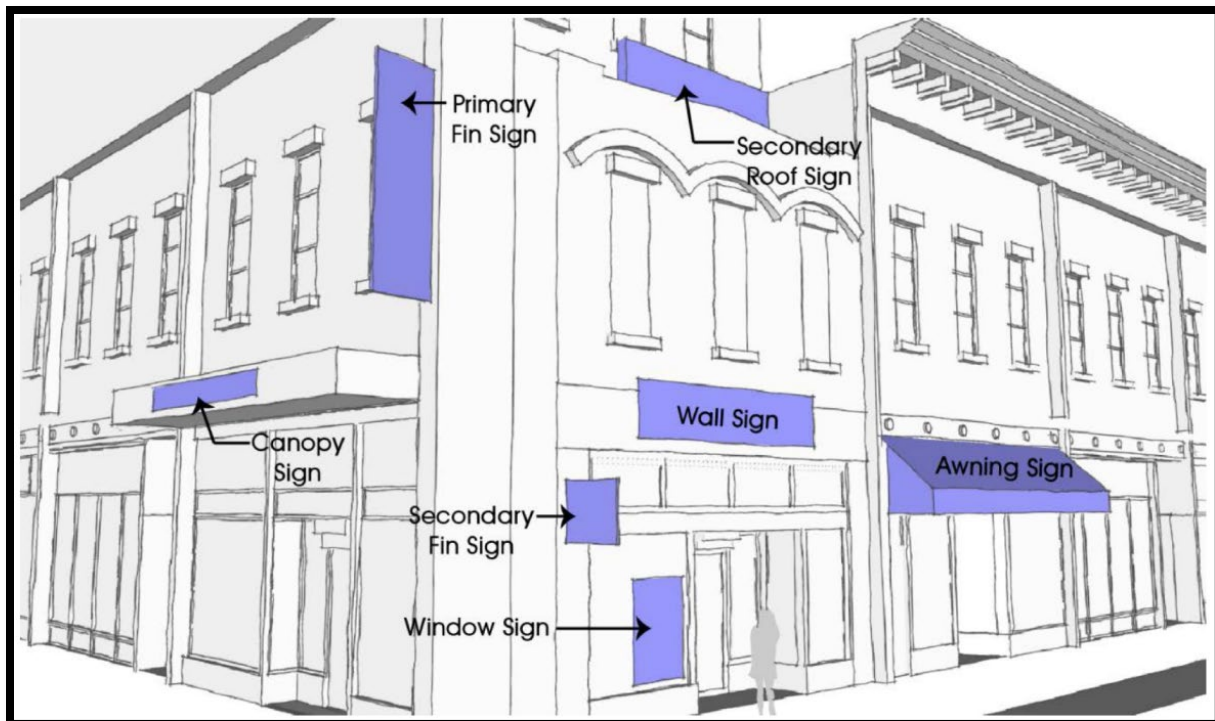 Primary
Fin Sign
Secondary
Roof Sign
Wall Sign
Canopy
Sign
Awning Sign
Secondary
Fin Sign
Window Sign